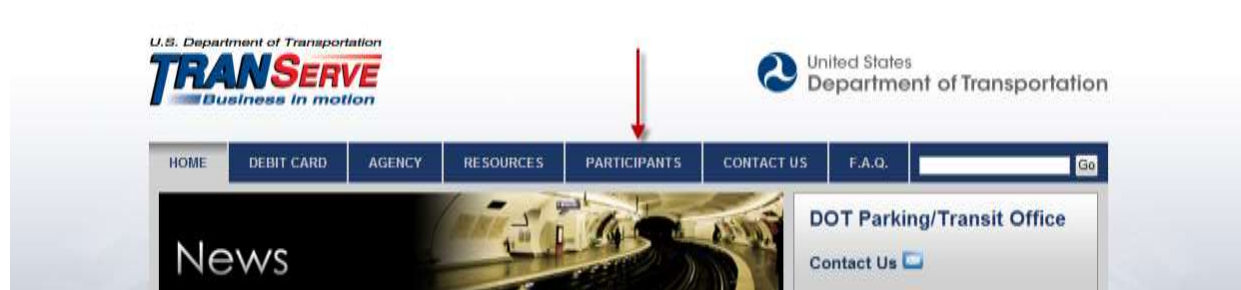 U.S. Department of Transportation
TRANSERVE
Business in motion
United States
Department of Transportation
HOME DEBIT CARD AGENCY RESOURCES PARTICIPANTS CONTACT US F.A.Q. Go
News
DOT Parking/Transit Office
Contact Us